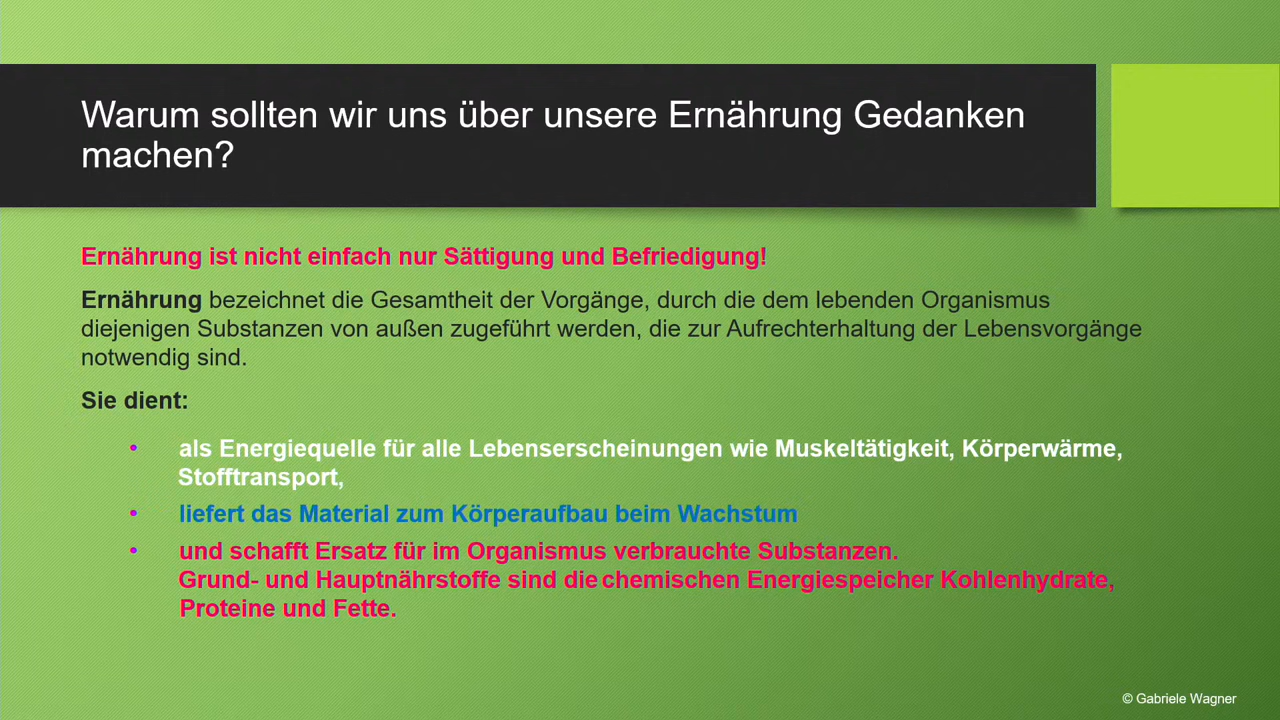 Warum sollten wir uns über unsere Ernährung Gedanken
machen?
Ernährung ist nicht einfach nur Sättigung und Befriedigung!
Ernährung bezeichnet die Gesamtheit der Vorgänge, durch die dem lebenden Organismus
diejenigen Substanzen von außen zugeführt werden, die zur Aufrechterhaltung der Lebensvorgänge
notwendig sind.
Sie dient:
• als Energiequelle für alle Lebenserscheinungen wie Muskeltätigkeit, Körperwärme,
Stofftransport,
• liefert das Material zum Körperaufbau beim Wachstum
• und schafft Ersatz für im Organismus verbrauchte Substanzen.
Grund- und Hauptnährstoffe sind die chemischen Energiespeicher Kohlenhydrate,
Proteine und Fette.
© Gabriele Wagner